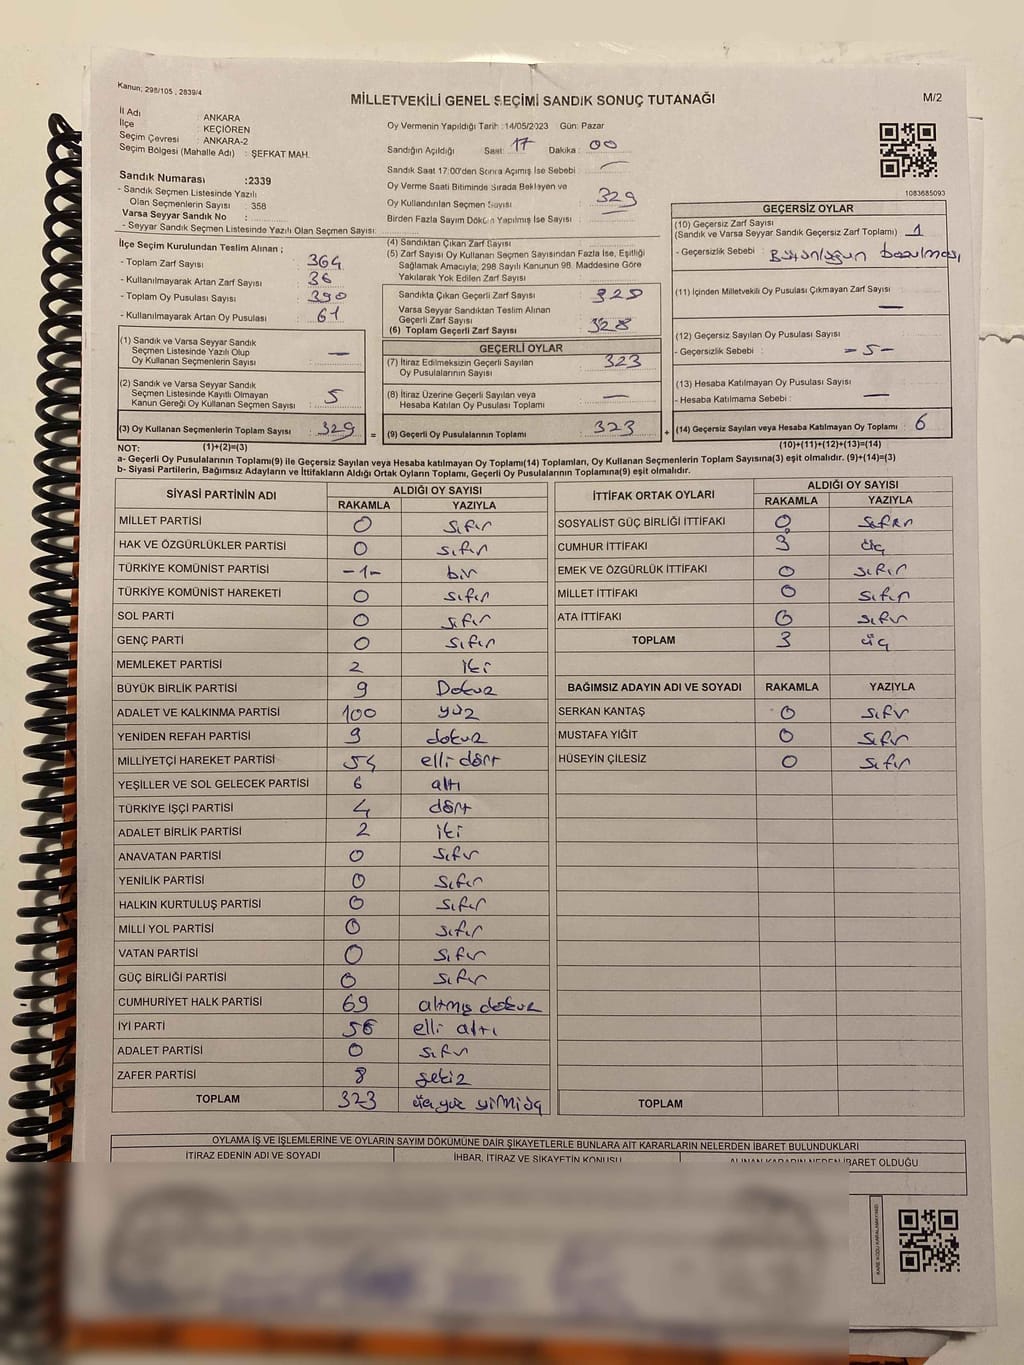 Kanun; 298/105 , 2839/4
MİLLETVEKİLİ GENEL SEÇİMİ SANDIK SONUÇ TUTANAĞI
M/2
İl Adı : ANKARA
İlçe : KEÇİÖREN
Seçim Çevresi : ANKARA-2
Seçim Bölgesi (Mahalle Adı) : ŞEFKAT MAH.
Sandık Numarası :2339
- Sandık Seçmen Listesinde Yazılı
Olan Seçmenlerin Sayısı : 358
Varsa Seyyar Sandık No :
- Seyyar Sandık Seçmen Listesinde Yazılı Olan Seçmen Sayısı:
Oy Vermenin Yapıldığı Tarih :14/05/2023 Gün: Pazar
Sandığın Açıldığı Saat: 17 Dakika : 00
Sandık Saat 17:00'den Sonra Açımış İse Sebebi : —
Oy Verme Saati Bitiminde Sırada Bekleyen ve
Oy Kullandırılan Seçmen Sayısı : 329
Birden Fazla Sayım Döküm Yapılmış İse Sayısı :
1083685093
İlçe Seçim Kurulundan Teslim Alınan ;
- Toplam Zarf Sayısı : 364
- Kullanılmayarak Artan Zarf Sayısı : 36
- Toplam Oy Pusulası Sayısı : 390
- Kullanılmayarak Artan Oy Pusulası : 61
(1) Sandık ve Varsa Seyyar Sandık
Seçmen Listesinde Yazılı Olup
Oy Kullanan Seçmenlerin Sayısı : —
(2) Sandık ve Varsa Seyyar Sandık
Seçmen Listesinde Kayıtlı Olmayan
Kanun Gereği Oy Kullanan Seçmen Sayısı : 5
(3) Oy Kullanan Seçmenlerin Toplam Sayısı : 329 =
(1)+(2)=(3)
(4) Sandıktan Çıkan Zarf Sayısı :
(5) Zarf Sayısı Oy Kullanan Seçmen Sayısından Fazla İse, Eşitliği
Sağlamak Amacıyla; 298 Sayılı Kanunun 98. Maddesine Göre
Yakılarak Yok Edilen Zarf Sayısı :
Sandıkta Çıkan Geçerli Zarf Sayısı : 328
Varsa Seyyar Sandıktan Teslim Alınan
Geçerli Zarf Sayısı :
(6) Toplam Geçerli Zarf Sayısı : 328
GEÇERLİ OYLAR
(7) İtiraz Edilmeksizin Geçerli Sayılan
Oy Pusulalarının Sayısı : 323
(8) İtiraz Üzerine Geçerli Sayılan veya
Hesaba Katılan Oy Pusulası Toplamı : —
(9) Geçerli Oy Pusulalarının Toplamı : 323 +
GEÇERSİZ OYLAR
(10) Geçersiz Zarf Sayısı
(Sandık ve Varsa Seyyar Sandık Geçersiz Zarf Toplamı) : 1
- Geçersizlik Sebebi : Bütünlüğün bozulması
(11) İçinden Milletvekili Oy Pusulası Çıkmayan Zarf Sayısı
: —
(12) Geçersiz Sayılan Oy Pusulası Sayısı
- Geçersizlik Sebebi : -5-
(13) Hesaba Katılmayan Oy Pusulası Sayısı
- Hesaba Katılmama Sebebi : —
(14) Geçersiz Sayılan veya Hesaba Katılmayan Oy Toplamı : 6
(10)+(11)+(12)+(13)=(14)
NOT:
a- Geçerli Oy Pusulalarının Toplamı(9) ile Geçersiz Sayılan veya Hesaba katılmayan Oy Toplamı(14) Toplamları, Oy Kullanan Seçmenlerin Toplam Sayısına(3) eşit olmalıdır. (9)+(14)=(3)
b- Siyasi Partilerin, Bağımsız Adayların ve İttifakların Aldığı Ortak Oyların Toplamı, Geçerli Oy Pusulalarının Toplamına(9) eşit olmalıdır.
SİYASİ PARTİNİN ADI ALDIĞI OY SAYISI
RAKAMLA YAZIYLA
MİLLET PARTİSİ 0 sıfır
HAK VE ÖZGÜRLÜKLER PARTİSİ 0 sıfır
TÜRKİYE KOMÜNİST PARTİSİ -1- bir
TÜRKİYE KOMÜNİST HAREKETİ 0 sıfır
SOL PARTİ 0 sıfır
GENÇ PARTİ 0 sıfır
MEMLEKET PARTİSİ 2 iki
BÜYÜK BİRLİK PARTİSİ 9 Dokuz
ADALET VE KALKINMA PARTİSİ 100 yüz
YENİDEN REFAH PARTİSİ 9 dokuz
MİLLİYETÇİ HAREKET PARTİSİ 54 elli dört
YEŞİLLER VE SOL GELECEK PARTİSİ 6 altı
TÜRKİYE İŞÇİ PARTİSİ 4 dört
ADALET BİRLİK PARTİSİ 2 iki
ANAVATAN PARTİSİ 0 sıfır
YENİLİK PARTİSİ 0 sıfır
HALKIN KURTULUŞ PARTİSİ 0 sıfır
MİLLİ YOL PARTİSİ 0 sıfır
VATAN PARTİSİ 0 sıfır
GÜÇ BİRLİĞİ PARTİSİ 0 sıfır
CUMHURİYET HALK PARTİSİ 69 altmış dokuz
İYİ PARTİ 56 elli altı
ADALET PARTİSİ 0 sıfır
ZAFER PARTİSİ 8 sekiz
TOPLAM 323 üçyüz yirmiüç
İTTİFAK ORTAK OYLARI ALDIĞI OY SAYISI
RAKAMLA YAZIYLA
SOSYALİST GÜÇ BİRLİĞİ İTTİFAKI 0 sıfır
CUMHUR İTTİFAKI 3 üç
EMEK VE ÖZGÜRLÜK İTTİFAKI 0 sıfır
MİLLET İTTİFAKI 0 sıfır
ATA İTTİFAKI 0 sıfır
TOPLAM 3 üç
BAĞIMSIZ ADAYIN ADI VE SOYADI RAKAMLA YAZIYLA
SERKAN KANTAŞ 0 sıfır
MUSTAFA YİĞİT 0 sıfır
HÜSEYİN ÇİLESİZ 0 sıfır
TOPLAM
OYLAMA İŞ VE İŞLEMLERİNE VE OYLARIN SAYIM DÖKÜMÜNE DAİR ŞİKAYETLERLE BUNLARA AİT KARARLARIN NELERDEN İBARET BULUNDUKLARI
İTİRAZ EDENİN ADI VE SOYADI İHBAR, İTİRAZ VE ŞİKAYETİN KONUSU ALINAN KARARIN NEDEN İBARET OLDUĞU
KARE KODU KARALAMAYINIZ!